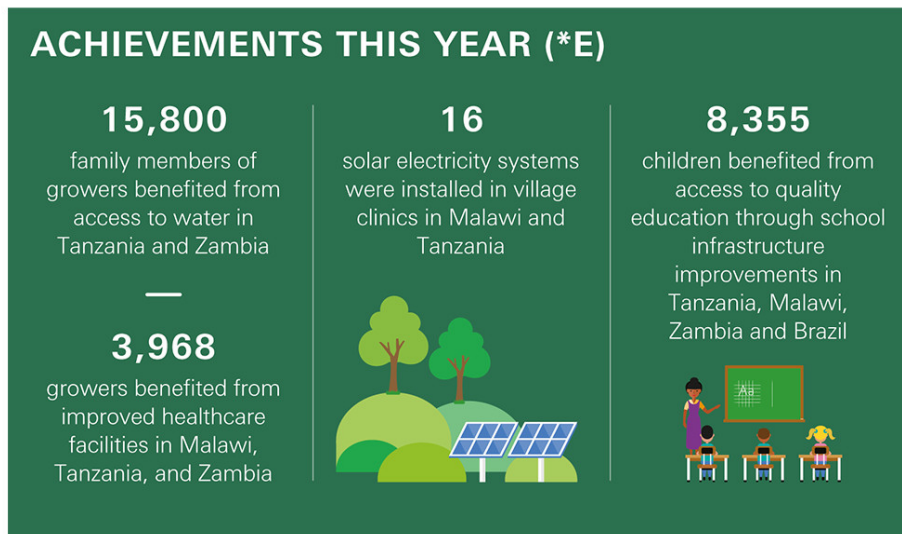 ACHIEVEMENTS THIS YEAR (*E)
15,800
family members of
growers benefited from
access to water in
Tanzania and Zambia
3,968
growers benefited from
improved healthcare
facilities in Malawi,
Tanzania, and Zambia
16
solar electricity systems
were installed in village
clinics in Malawi and
Tanzania
8,355
children benefited from
access to quality
education through school
infrastructure
improvements in
Tanzania, Malawi,
Zambia and Brazil
Aa